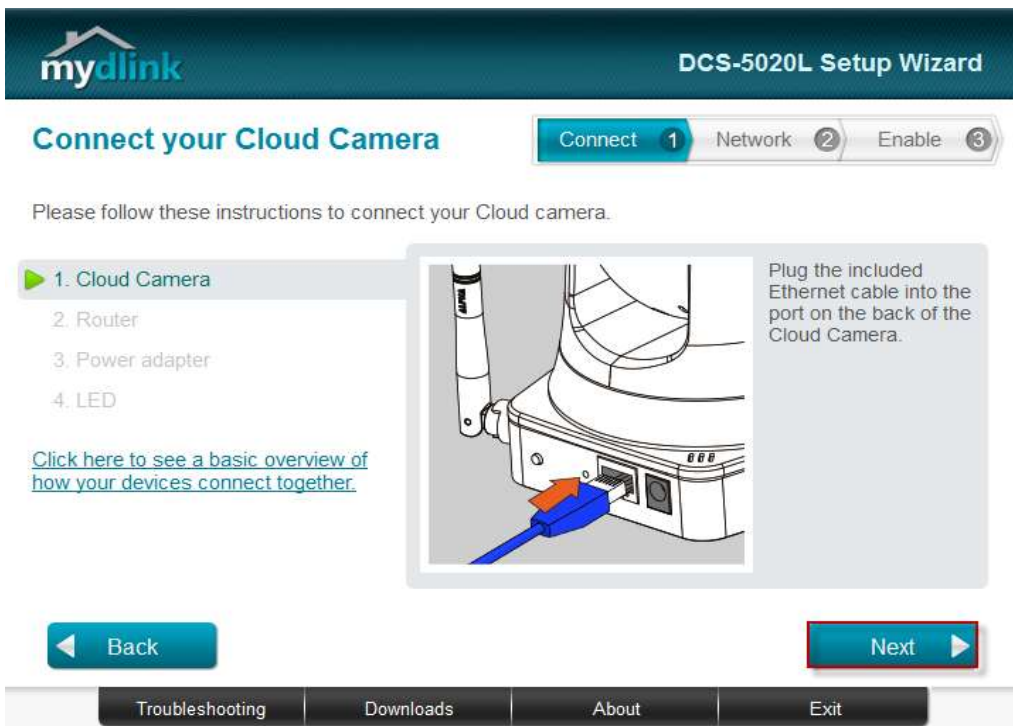 mydlink
DCS-5020L Setup Wizard
Connect your Cloud Camera
Connect 1 Network 2 Enable 3
Please follow these instructions to connect your Cloud camera.
1. Cloud Camera
2. Router
3. Power adapter
4. LED
Click here to see a basic overview of
how your devices connect together.
ALPHA
Plug the included
Ethernet cable into the
port on the back of the
Cloud Camera.
Back
Next
Troubleshooting Downloads About Exit